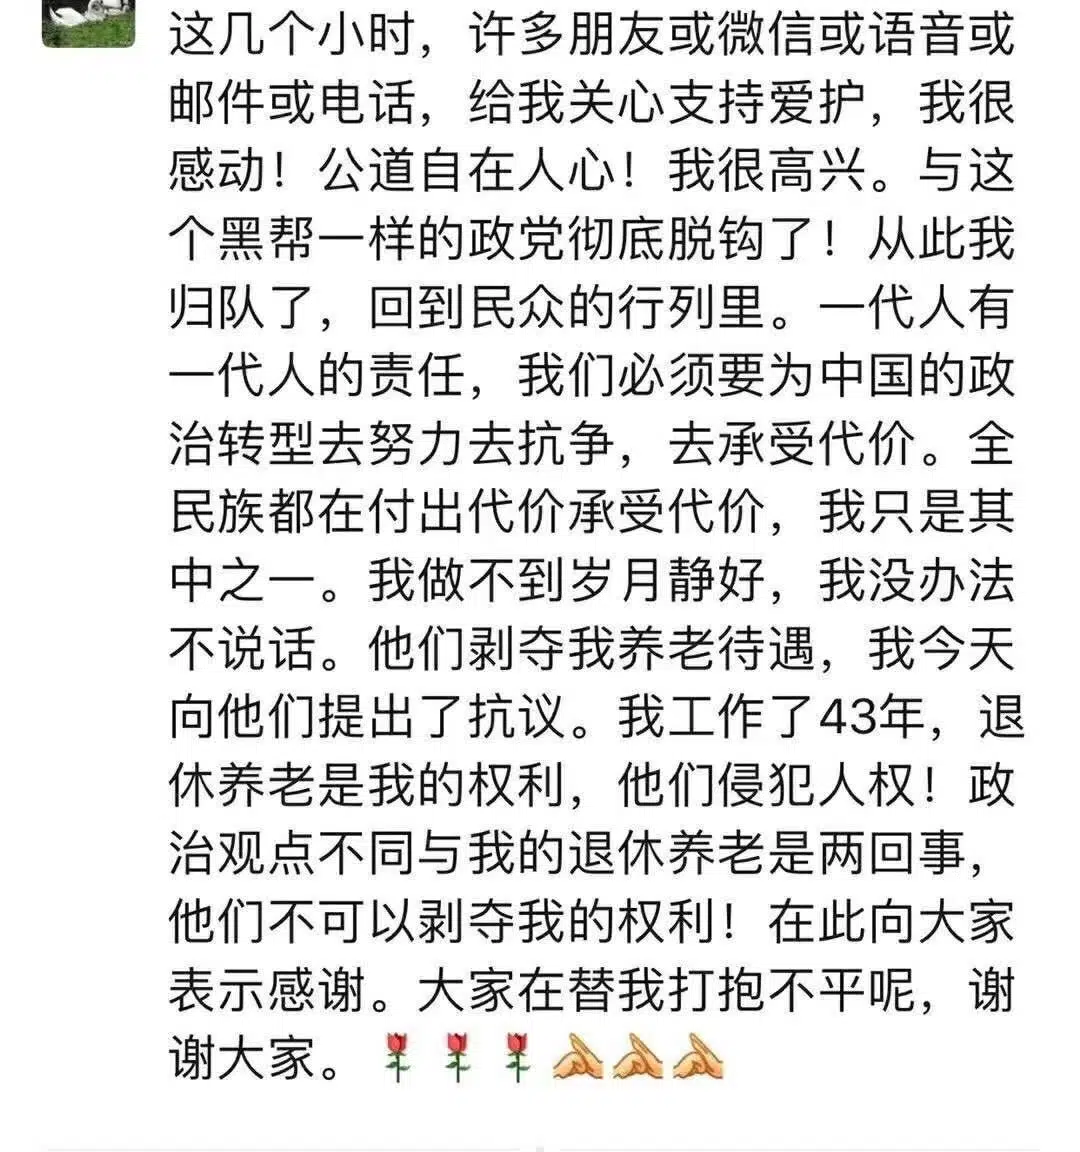 这几个小时，许多朋友或微信或语音或
邮件或电话，给我关心支持爱护，我很
感动！公道自在人心！我很高兴。与这
个黑帮一样的政党彻底脱钩了！从此我
归队了，回到民众的行列里。一代人有
一代人的责任，我们必须要为中国的政
治转型去努力去抗争，去承受代价。全
民族都在付出代价承受代价，我只是其
中之一。我做不到岁月静好，我没办法
不说话。他们剥夺我养老待遇，我今天
向他们提出了抗议。我工作了43年，退
休养老是我的权利，他们侵犯人权！政
治观点不同与我的退休养老是两回事，
他们不可以剥夺我的权利！在此向大家
表示感谢。大家在替我打抱不平呢，谢
谢大家。🌹🌹🌹🙏🙏🙏